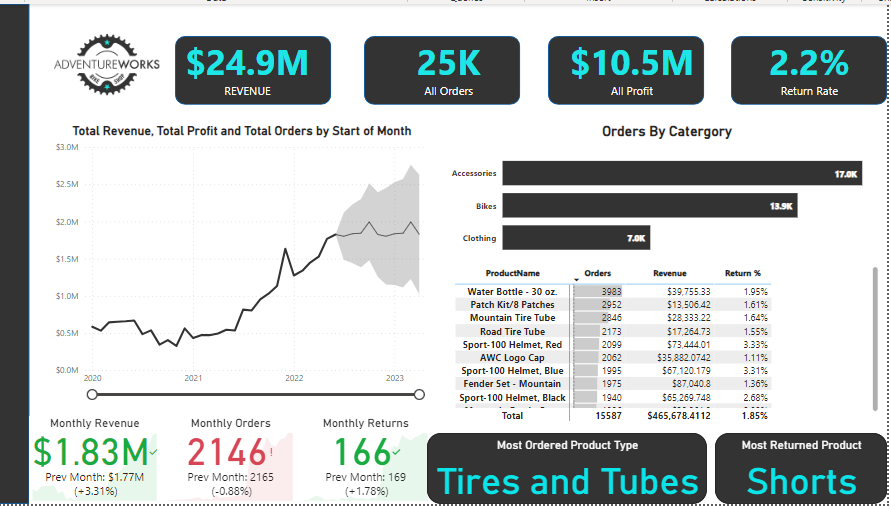 ADVENTUREWORKS
BIKE SHOP
$24.9M
REVENUE
25K
All Orders
$10.5M
All Profit
2.2%
Return Rate
Total Revenue, Total Profit and Total Orders by Start of Month
$3.0M
$2.5M
$2.0M
$1.5M
$1.0M
$0.5M
$0.0M
2020 2021 2022 2023
Orders By Catergory
Accessories 17.0K
Bikes 13.9K
Clothing 7.0K
ProductName Orders Revenue Return %
Water Bottle - 30 oz. 3983 $39,755.33 1.95%
Patch Kit/8 Patches 2952 $13,506.42 1.61%
Mountain Tire Tube 2846 $28,333.22 1.64%
Road Tire Tube 2173 $17,264.73 1.55%
Sport-100 Helmet, Red 2099 $73,444.01 3.33%
AWC Logo Cap 2062 $35,882.0742 1.11%
Sport-100 Helmet, Blue 1995 $67,120.179 3.31%
Fender Set - Mountain 1975 $87,040.8 1.36%
Sport-100 Helmet, Black 1940 $65,269.748 2.68%
Total 15587 $465,678.4112 1.85%
Monthly Revenue
$1.83M
Prev Month: $1.77M
(+3.31%)
Monthly Orders
2146!
Prev Month: 2165
(-0.88%)
Monthly Returns
166
Prev Month: 169
(+1.78%)
Most Ordered Product Type
Tires and Tubes
Most Returned Product
Shorts